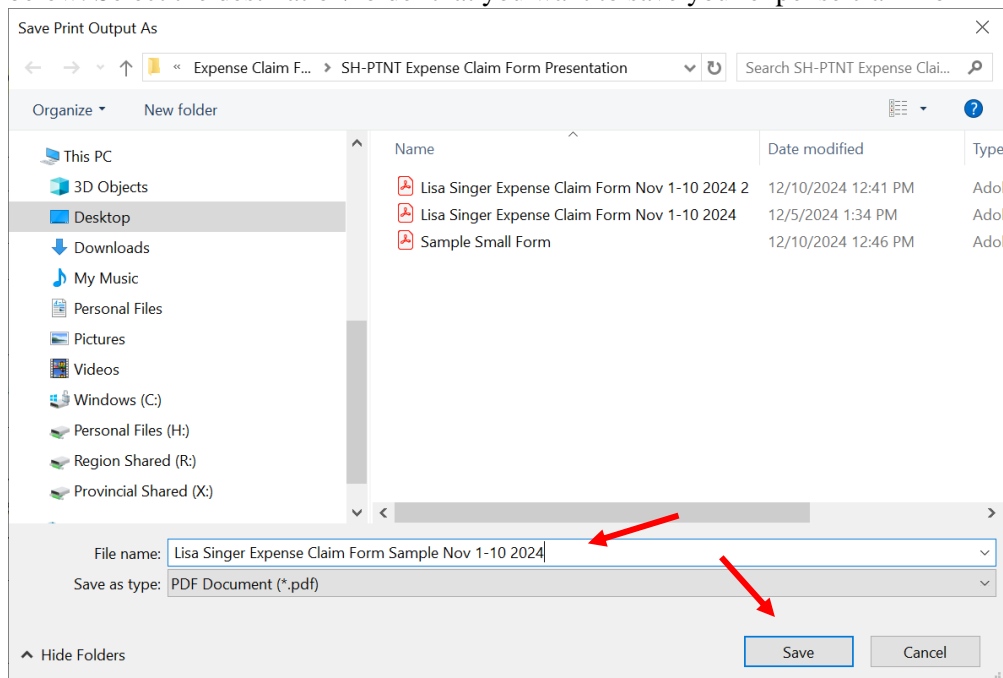 Save Print Output As
« Expense Claim F... > SH-PTNT Expense Claim Form Presentation
Search SH-PTNT Expense Clai...
Organize New folder
?
This PC
3D Objects
Desktop
Downloads
My Music
Personal Files
Pictures
Videos
Windows (C:)
Personal Files (H:)
Region Shared (R:)
Provincial Shared (X:)
Name Date modified Type
Lisa Singer Expense Claim Form Nov 1-10 2024 2 12/10/2024 12:41 PM Ado
Lisa Singer Expense Claim Form Nov 1-10 2024 12/5/2024 1:34 PM Ado
Sample Small Form 12/10/2024 12:46 PM Ado
File name: Lisa Singer Expense Claim Form Sample Nov 1-10 2024
Save as type: PDF Document (*.pdf)
Hide Folders
Save Cancel